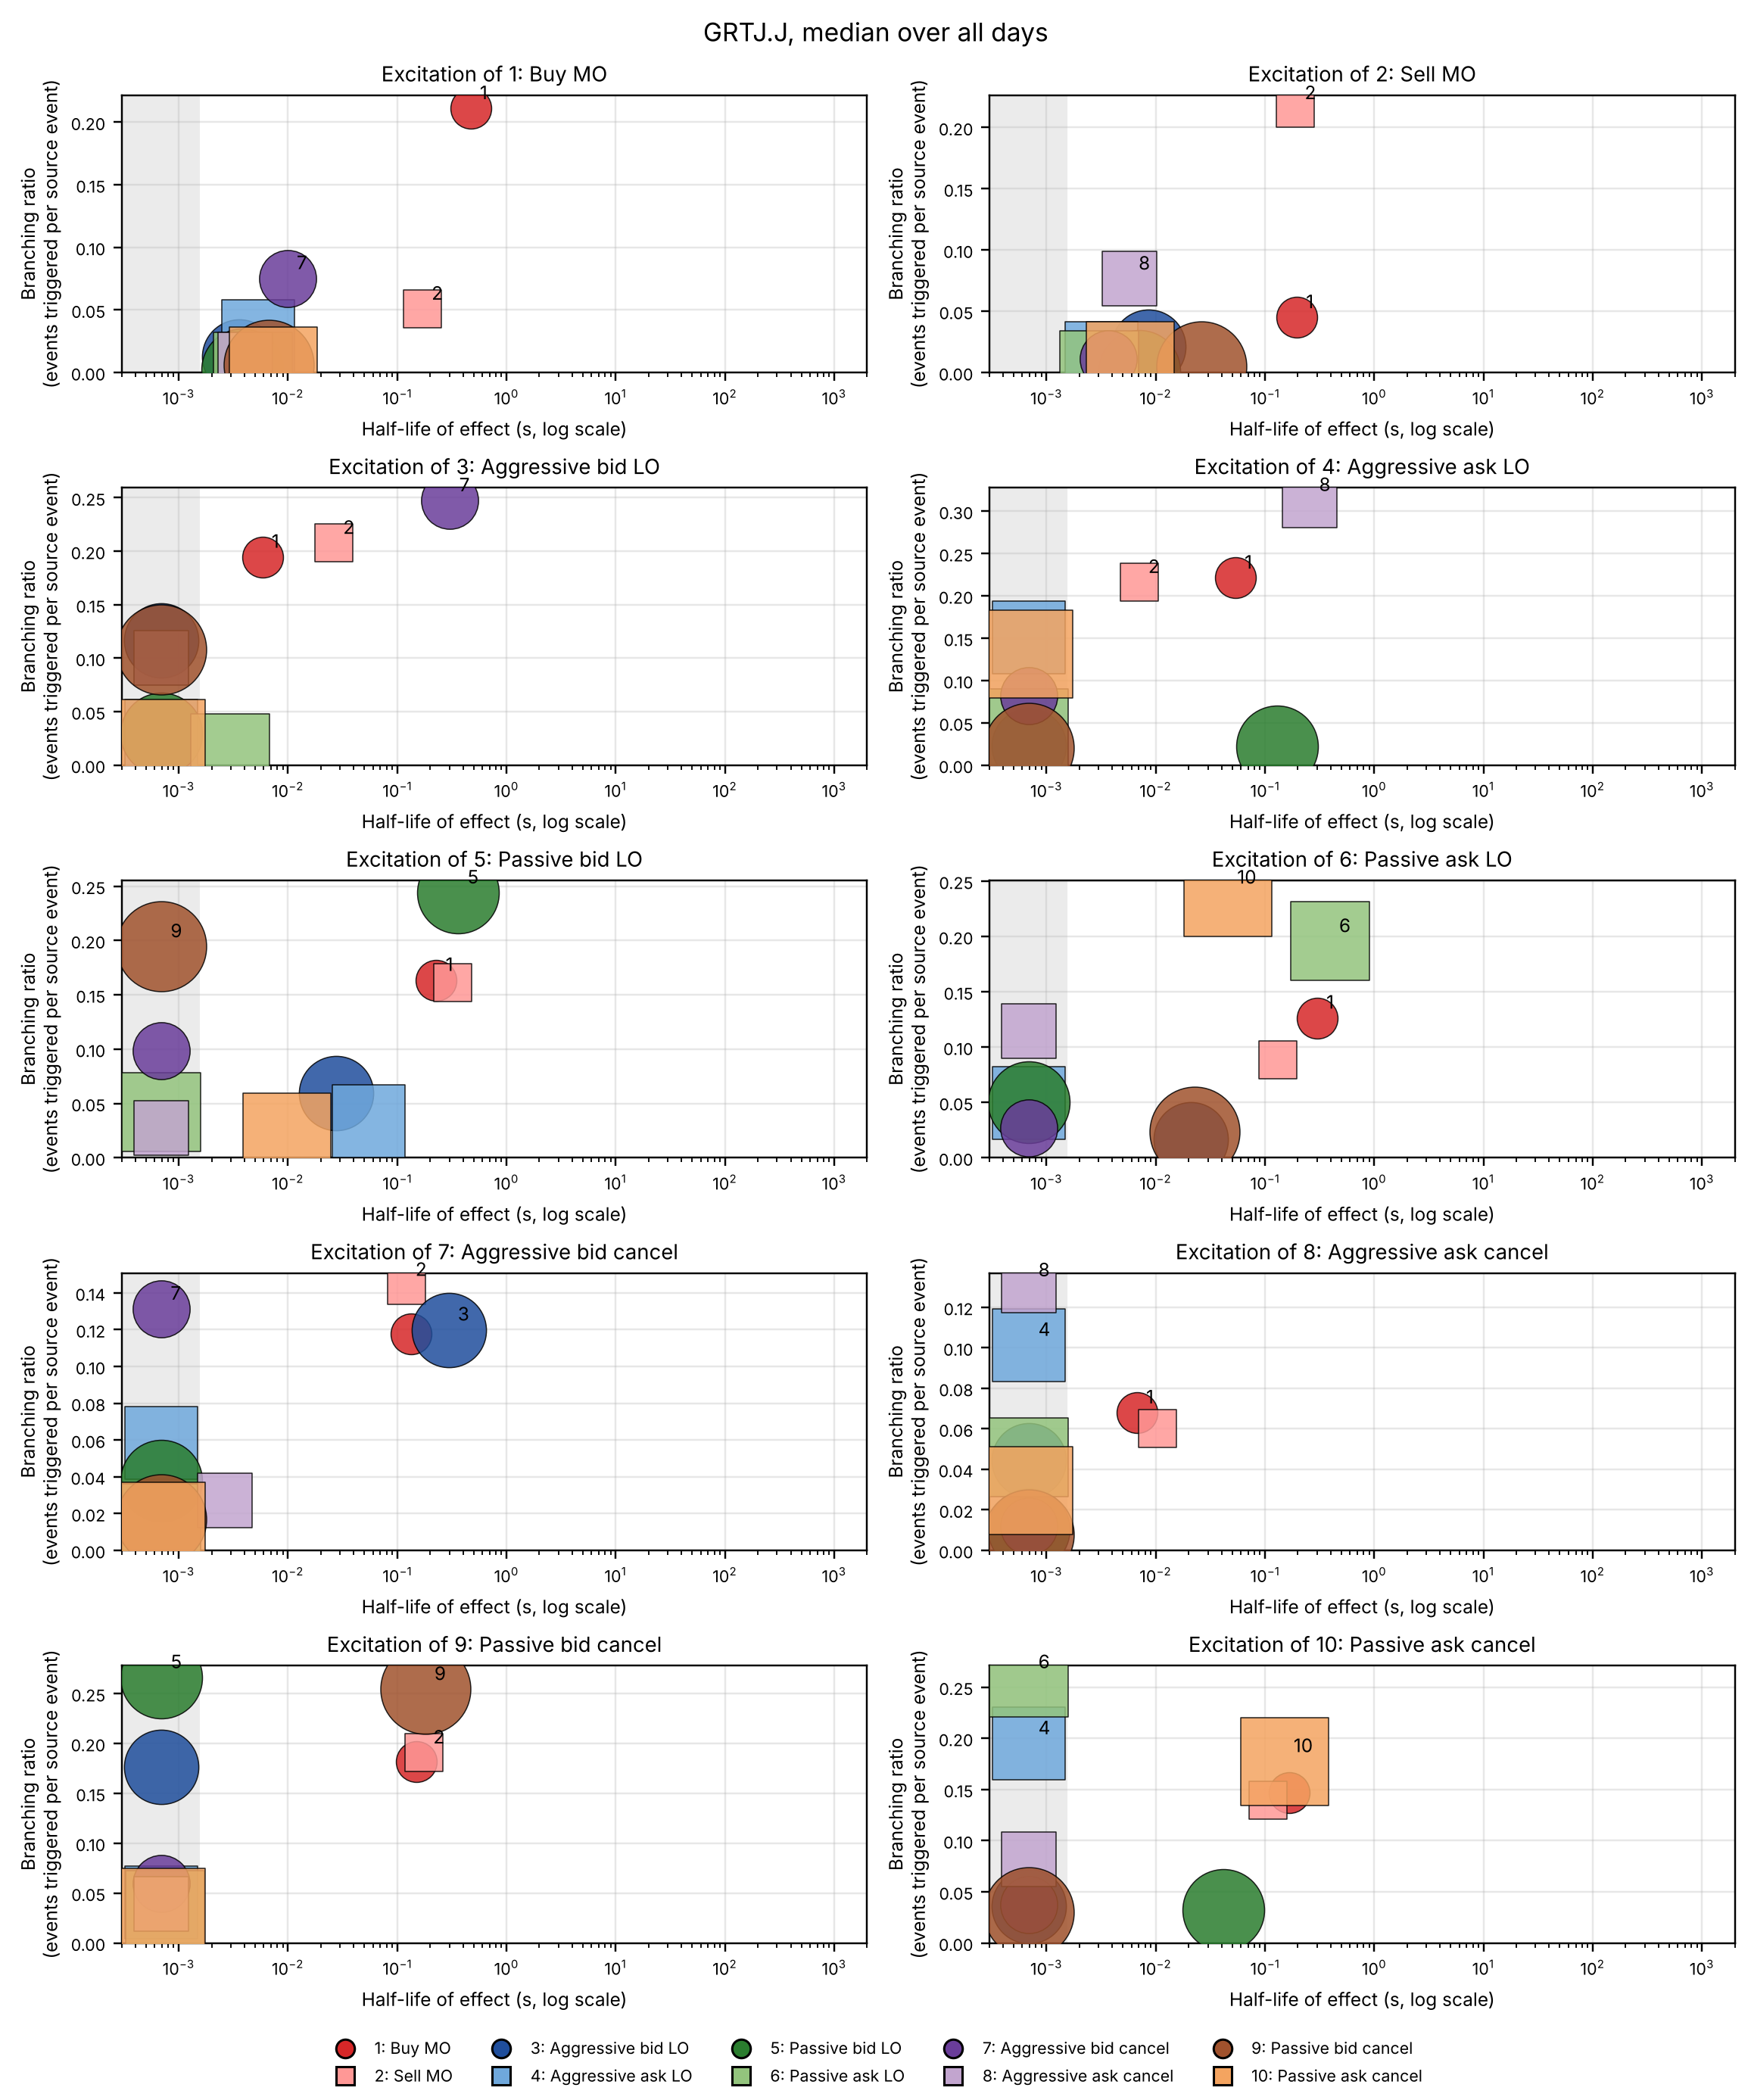 GRTJ.J, median over all days
Excitation of 1: Buy MO
Branching ratio
(events triggered per source event)
0.20
0.15
0.10
0.05
0.00
1
7
2
10⁻³ 10⁻² 10⁻¹ 10⁰ 10¹ 10² 10³
Half-life of effect (s, log scale)
Excitation of 2: Sell MO
Branching ratio
(events triggered per source event)
0.20
0.15
0.10
0.05
0.00
2
8
1
10⁻³ 10⁻² 10⁻¹ 10⁰ 10¹ 10² 10³
Half-life of effect (s, log scale)
Excitation of 3: Aggressive bid LO
Branching ratio
(events triggered per source event)
0.25
0.20
0.15
0.10
0.05
0.00
7
2
1
10⁻³ 10⁻² 10⁻¹ 10⁰ 10¹ 10² 10³
Half-life of effect (s, log scale)
Excitation of 4: Aggressive ask LO
Branching ratio
(events triggered per source event)
0.30
0.25
0.20
0.15
0.10
0.05
0.00
8
1
2
10⁻³ 10⁻² 10⁻¹ 10⁰ 10¹ 10² 10³
Half-life of effect (s, log scale)
Excitation of 5: Passive bid LO
Branching ratio
(events triggered per source event)
0.25
0.20
0.15
0.10
0.05
0.00
5
9
1
10⁻³ 10⁻² 10⁻¹ 10⁰ 10¹ 10² 10³
Half-life of effect (s, log scale)
Excitation of 6: Passive ask LO
Branching ratio
(events triggered per source event)
0.25
0.20
0.15
0.10
0.05
0.00
10
6
1
10⁻³ 10⁻² 10⁻¹ 10⁰ 10¹ 10² 10³
Half-life of effect (s, log scale)
Excitation of 7: Aggressive bid cancel
Branching ratio
(events triggered per source event)
0.14
0.12
0.10
0.08
0.06
0.04
0.02
0.00
2
7
3
10⁻³ 10⁻² 10⁻¹ 10⁰ 10¹ 10² 10³
Half-life of effect (s, log scale)
Excitation of 8: Aggressive ask cancel
Branching ratio
(events triggered per source event)
0.12
0.10
0.08
0.06
0.04
0.02
0.00
8
4
1
10⁻³ 10⁻² 10⁻¹ 10⁰ 10¹ 10² 10³
Half-life of effect (s, log scale)
Excitation of 9: Passive bid cancel
Branching ratio
(events triggered per source event)
0.25
0.20
0.15
0.10
0.05
0.00
5
9
2
10⁻³ 10⁻² 10⁻¹ 10⁰ 10¹ 10² 10³
Half-life of effect (s, log scale)
Excitation of 10: Passive ask cancel
Branching ratio
(events triggered per source event)
0.25
0.20
0.15
0.10
0.05
0.00
6
4
10
10⁻³ 10⁻² 10⁻¹ 10⁰ 10¹ 10² 10³
Half-life of effect (s, log scale)
1: Buy MO 3: Aggressive bid LO 5: Passive bid LO 7: Aggressive bid cancel 9: Passive bid cancel
2: Sell MO 4: Aggressive ask LO 6: Passive ask LO 8: Aggressive ask cancel 10: Passive ask cancel